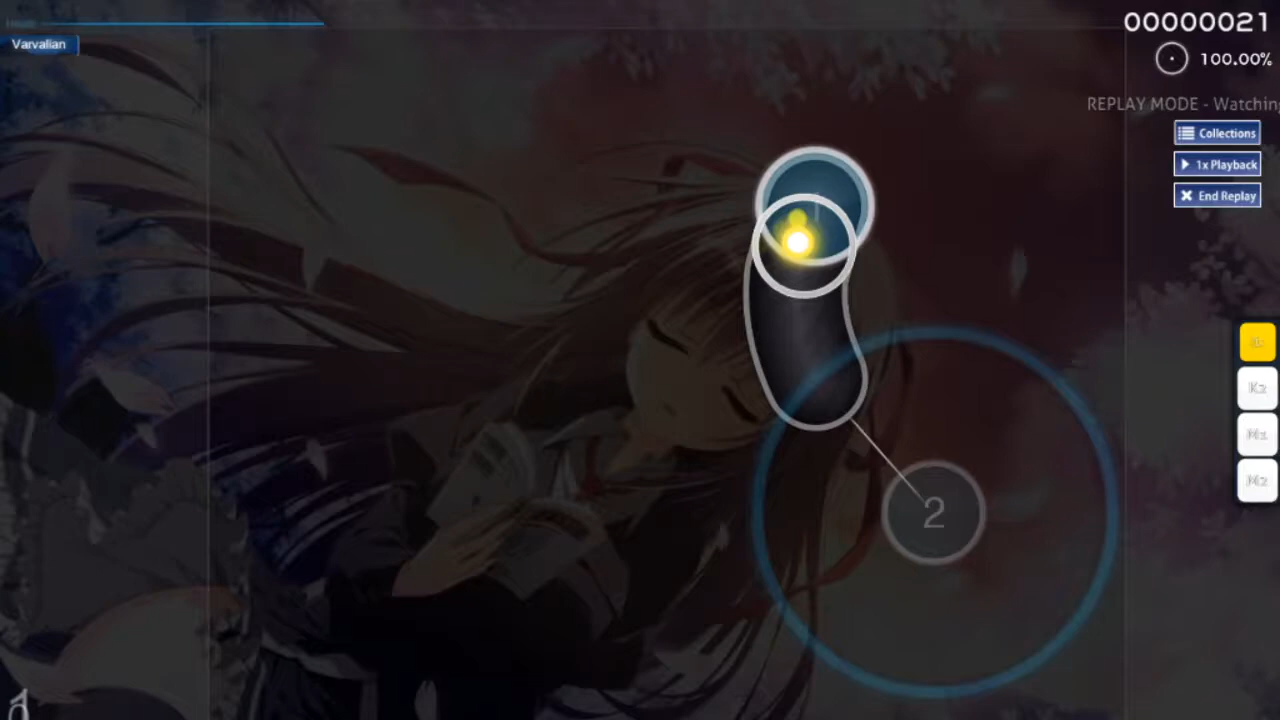 00000021
Varvalian
100.00%
REPLAY MODE - Watching
Collections
1x Playback
End Replay
K2
M1
M2
2